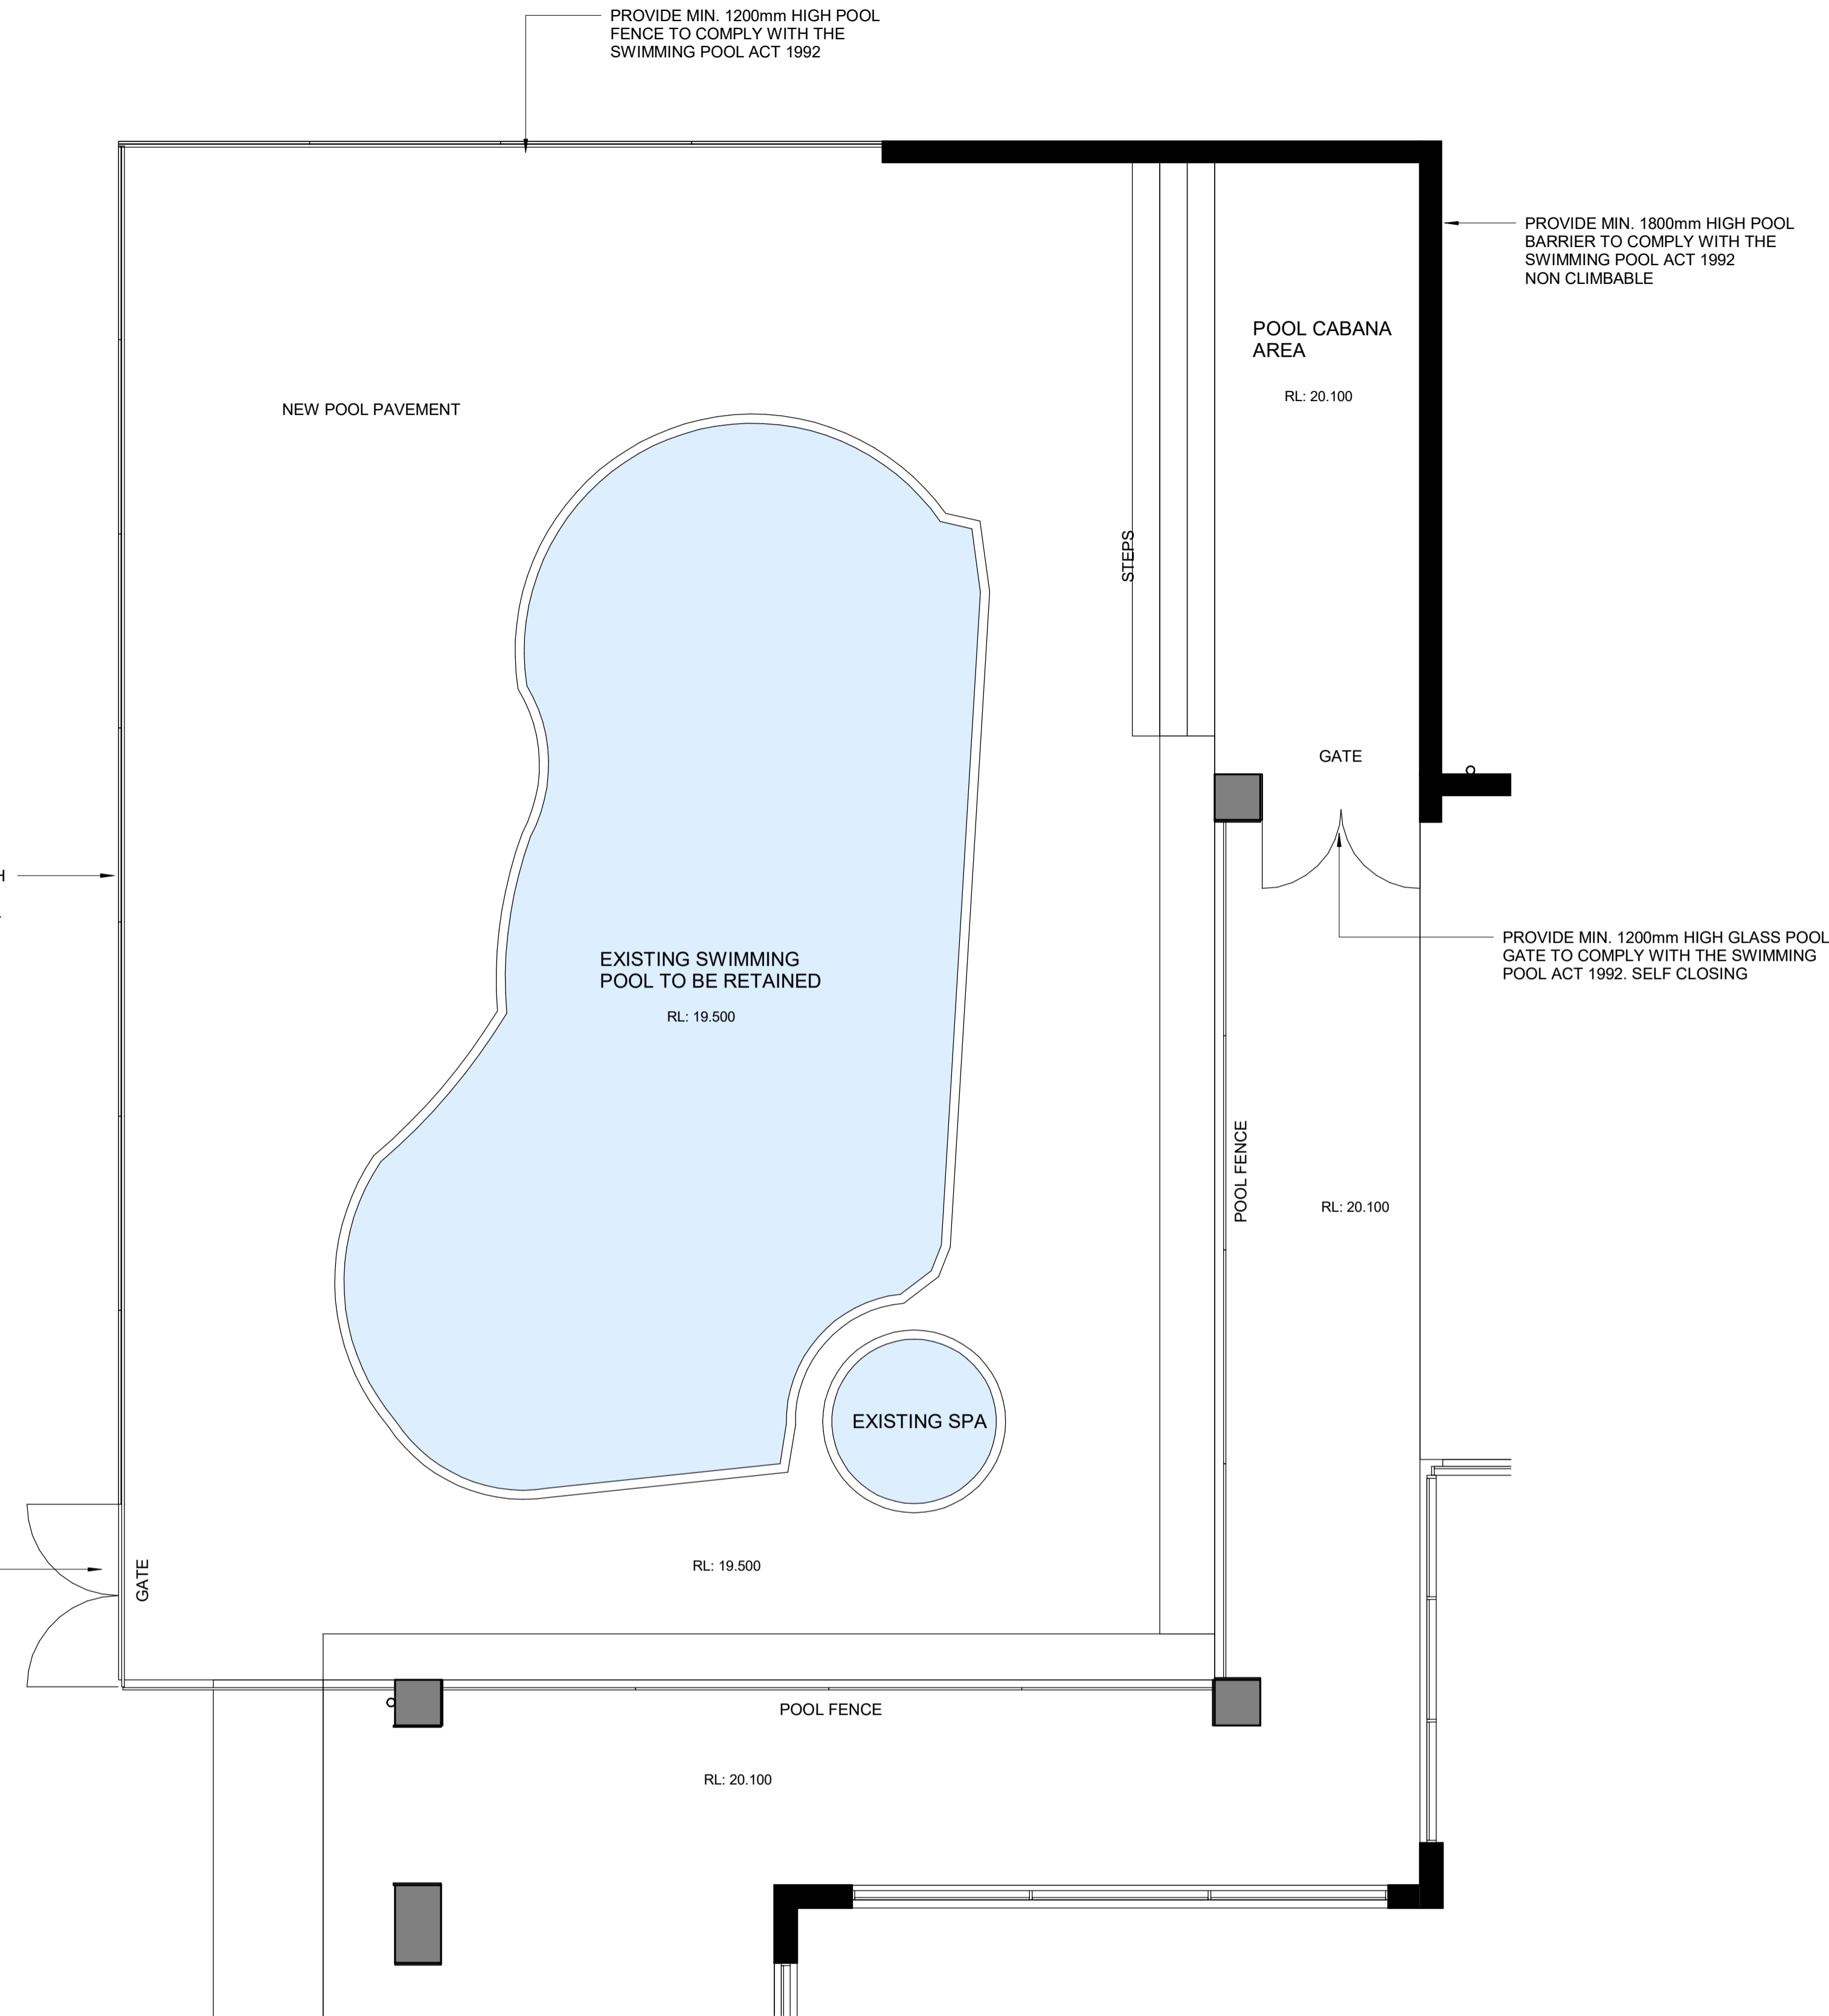 PROVIDE MIN. 1200mm HIGH POOL
FENCE TO COMPLY WITH THE
SWIMMING POOL ACT 1992
PROVIDE MIN. 1800mm HIGH POOL
BARRIER TO COMPLY WITH THE
SWIMMING POOL ACT 1992
NON CLIMBABLE
POOL CABANA
AREA
RL: 20.100
NEW POOL PAVEMENT
STEPS
GATE
H
PROVIDE MIN. 1200mm HIGH GLASS POOL
GATE TO COMPLY WITH THE SWIMMING
POOL ACT 1992. SELF CLOSING
EXISTING SWIMMING
POOL TO BE RETAINED
RL: 19.500
POOL FENCE
RL: 20.100
EXISTING SPA
RL: 19.500
GATE
POOL FENCE
RL: 20.100